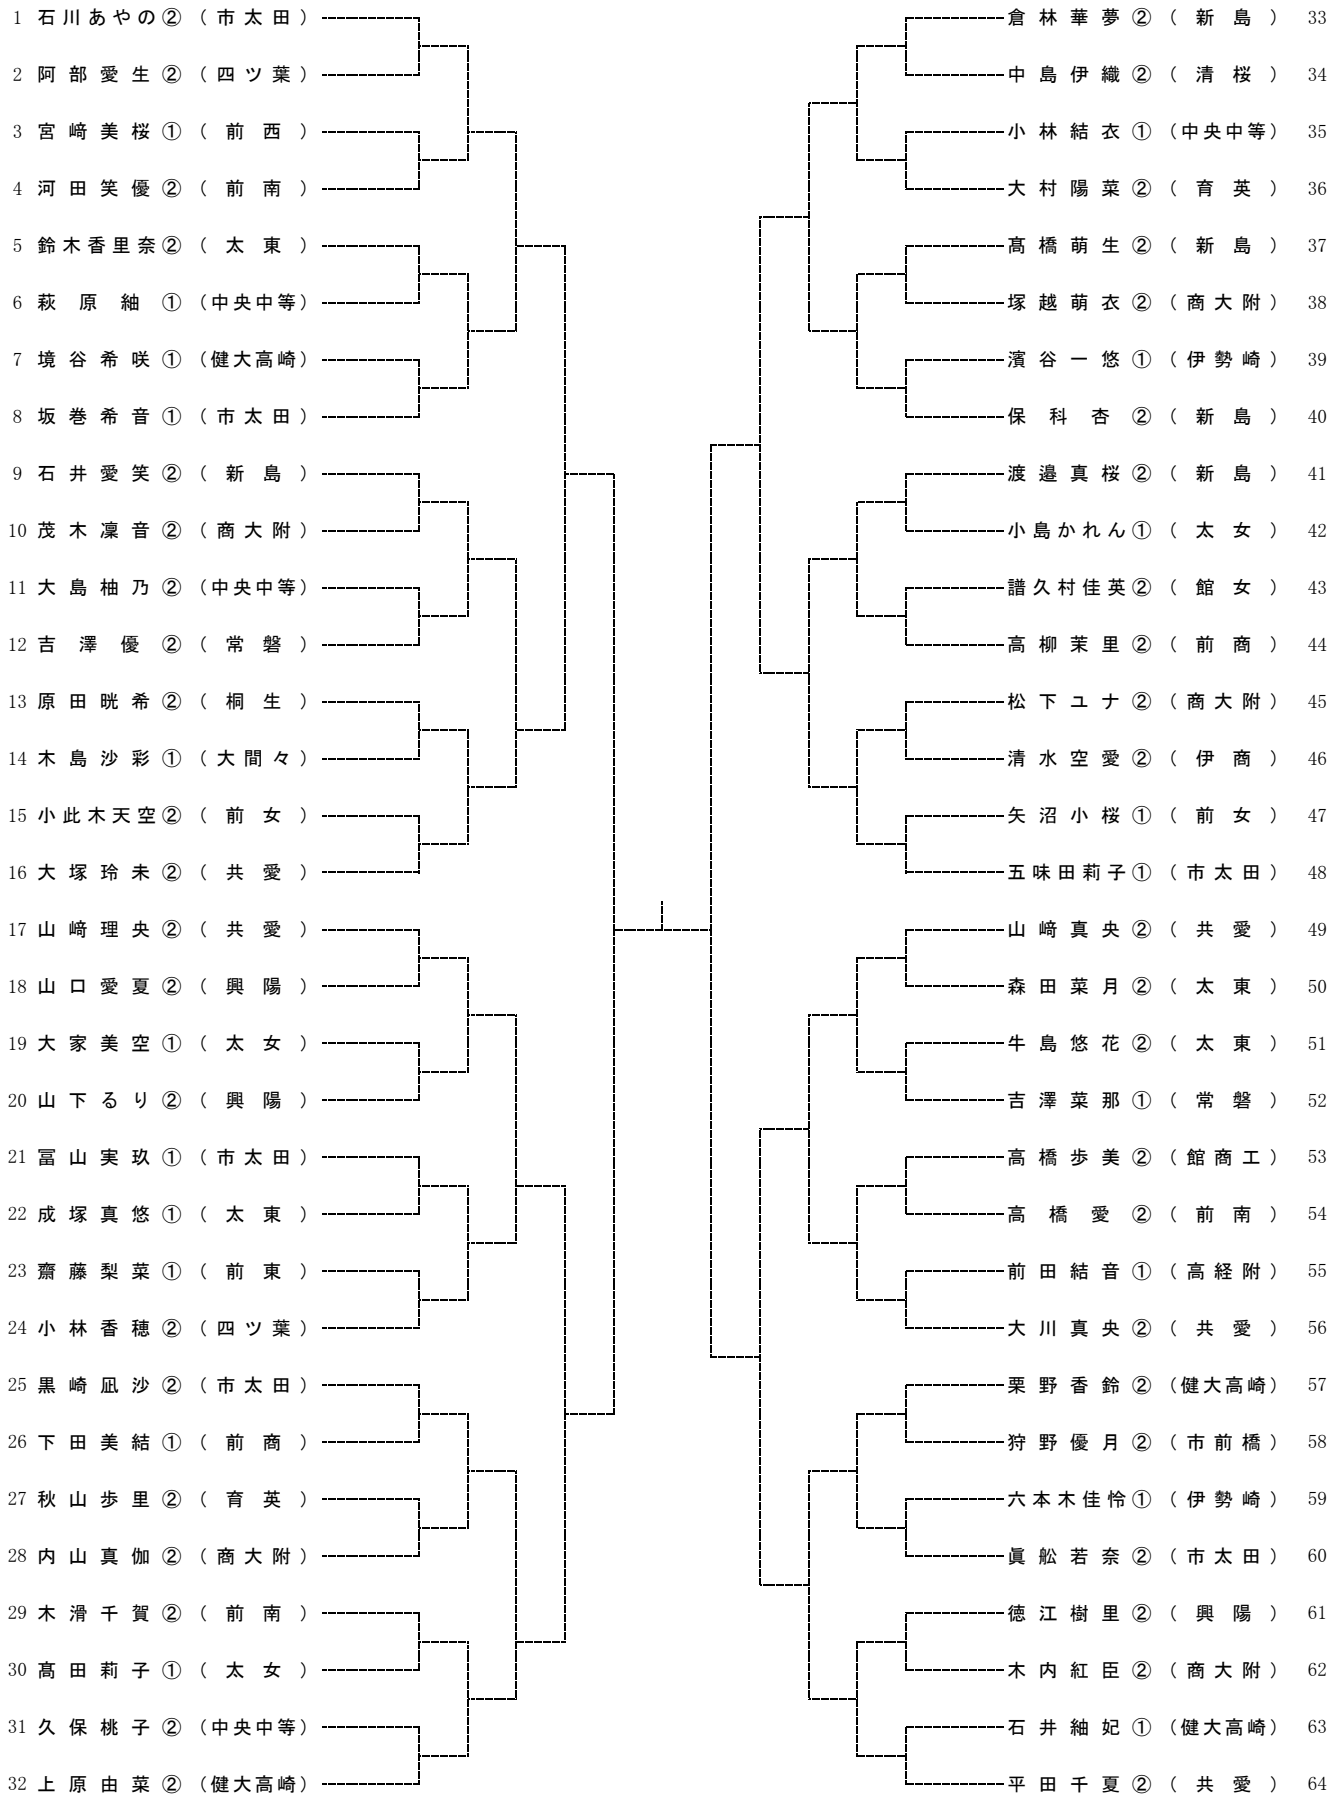 1 石川あやの② （市太田）
2 阿部愛生② （四ツ葉）
3 宮﨑美桜① （前西）
4 河田笑優② （前南）
5 鈴木香里奈② （太東）
6 萩原紬① （中央中等）
7 境谷希咲① （健大高崎）
8 坂巻希音① （市太田）
9 石井愛笑② （新島）
10 茂木凜音② （商大附）
11 大島柚乃② （中央中等）
12 吉澤優② （常磐）
13 原田晄希② （桐生）
14 木島沙彩① （大間々）
15 小此木天空② （前女）
16 大塚玲未② （共愛）
17 山﨑理央② （共愛）
18 山口愛夏② （興陽）
19 大家美空① （太女）
20 山下るり② （興陽）
21 冨山実玖① （市太田）
22 成塚真悠① （太東）
23 齋藤梨菜① （前東）
24 小林香穂② （四ツ葉）
25 黒崎凪沙② （市太田）
26 下田美結① （前商）
27 秋山歩里② （育英）
28 内山真伽② （商大附）
29 木滑千賀② （前南）
30 髙田莉子① （太女）
31 久保桃子② （中央中等）
32 上原由菜② （健大高崎）
倉林華夢② （新島） 33
中島伊織② （清桜） 34
小林結衣① （中央中等） 35
大村陽菜② （育英） 36
髙橋萌生② （新島） 37
塚越萌衣② （商大附） 38
濱谷一悠① （伊勢崎） 39
保科杏② （新島） 40
渡邉真桜② （新島） 41
小島かれん① （太女） 42
譜久村佳英② （館女） 43
高柳茉里② （前商） 44
松下ユナ② （商大附） 45
清水空愛② （伊商） 46
矢沼小桜① （前女） 47
五味田莉子① （市太田） 48
山﨑真央② （共愛） 49
森田菜月② （太東） 50
牛島悠花② （太東） 51
吉澤菜那① （常磐） 52
高橋歩美② （館商工） 53
高橋愛② （前南） 54
前田結音① （高経附） 55
大川真央② （共愛） 56
栗野香鈴② （健大高崎） 57
狩野優月② （市前橋） 58
六本木佳怜① （伊勢崎） 59
眞舩若奈② （市太田） 60
徳江樹里② （興陽） 61
木内紅臣② （商大附） 62
石井紬妃① （健大高崎） 63
平田千夏② （共愛） 64